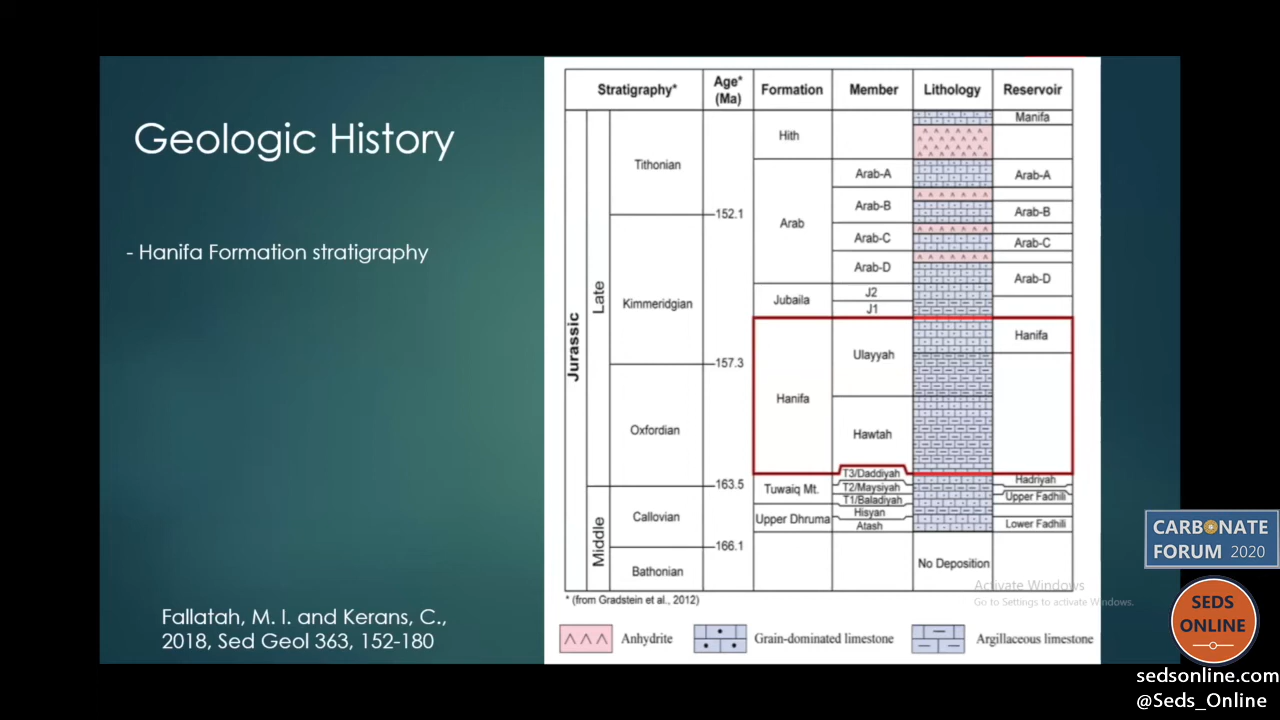 Geologic History
- Hanifa Formation stratigraphy
Fallatah, M. I. and Kerans, C.,
2018, Sed Geol 363, 152-180
Stratigraphy*
Age*
(Ma)
Formation
Member
Lithology
Reservoir
Jurassic
Late
Middle
Tithonian
Kimmeridgian
Oxfordian
Callovian
Bathonian
152.1
157.3
163.5
166.1
Hith
Arab
Jubaila
Hanifa
Tuwaiq Mt.
Upper Dhruma
Arab-A
Arab-B
Arab-C
Arab-D
J2
J1
Ulayyah
Hawtah
T3/Daddiyah
T2/Maysiyah
T1/Baladiyah
Hisyan
Atash
No Deposition
Manifa
Arab-A
Arab-B
Arab-C
Arab-D
Hanifa
Hadriyah
Upper Fadhili
Lower Fadhili
* (from Gradstein et al., 2012)
Anhydrite
Grain-dominated limestone
Argillaceous limestone
Activate Windows
Go to Settings to activate Windows.
CARBONATE
FORUM 2020
SEDS
ONLINE
sedsonline.com
@Seds_Online